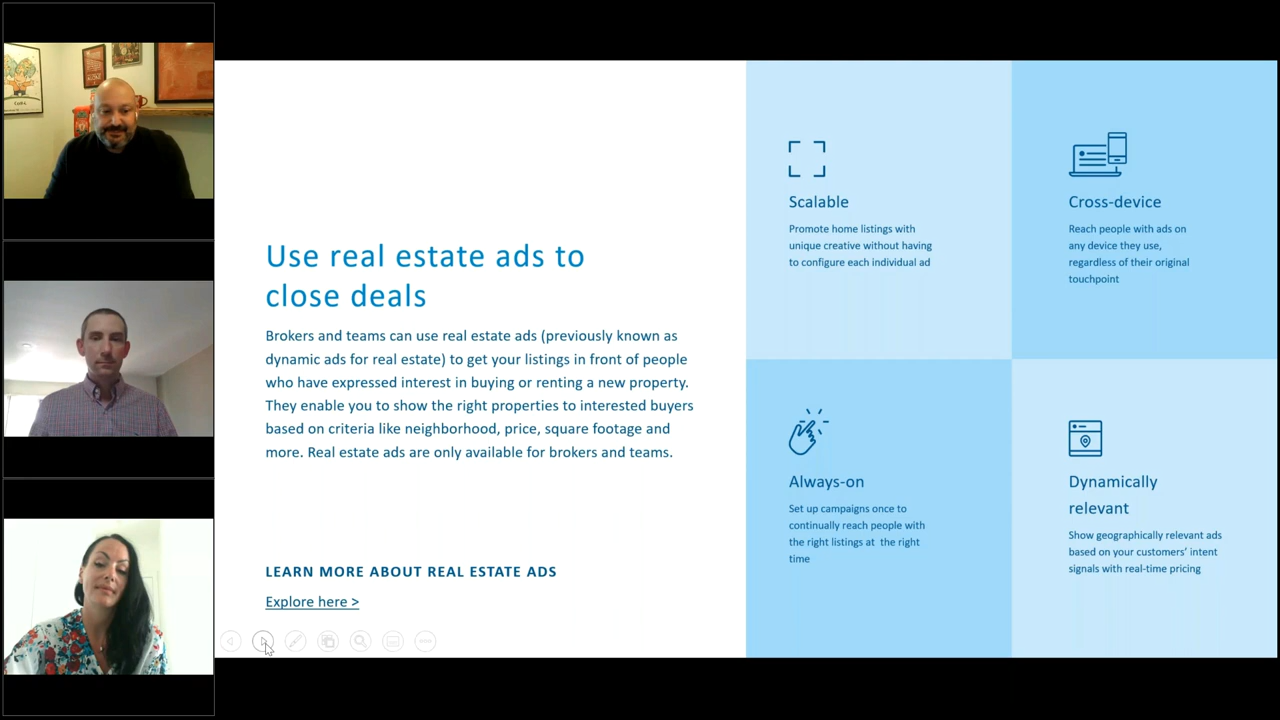 Use real estate ads to
close deals
Brokers and teams can use real estate ads (previously known as
dynamic ads for real estate) to get your listings in front of people
who have expressed interest in buying or renting a new property.
They enable you to show the right properties to interested buyers
based on criteria like neighborhood, price, square footage and
more. Real estate ads are only available for brokers and teams.
LEARN MORE ABOUT REAL ESTATE ADS
Explore here >
Scalable
Promote home listings with
unique creative without having
to configure each individual ad
Cross-device
Reach people with ads on
any device they use,
regardless of their original
touchpoint
Always-on
Set up campaigns once to
continually reach people with
the right listings at  the right
time
Dynamically
relevant
Show geographically relevant ads
based on your customers' intent
signals with real-time pricing